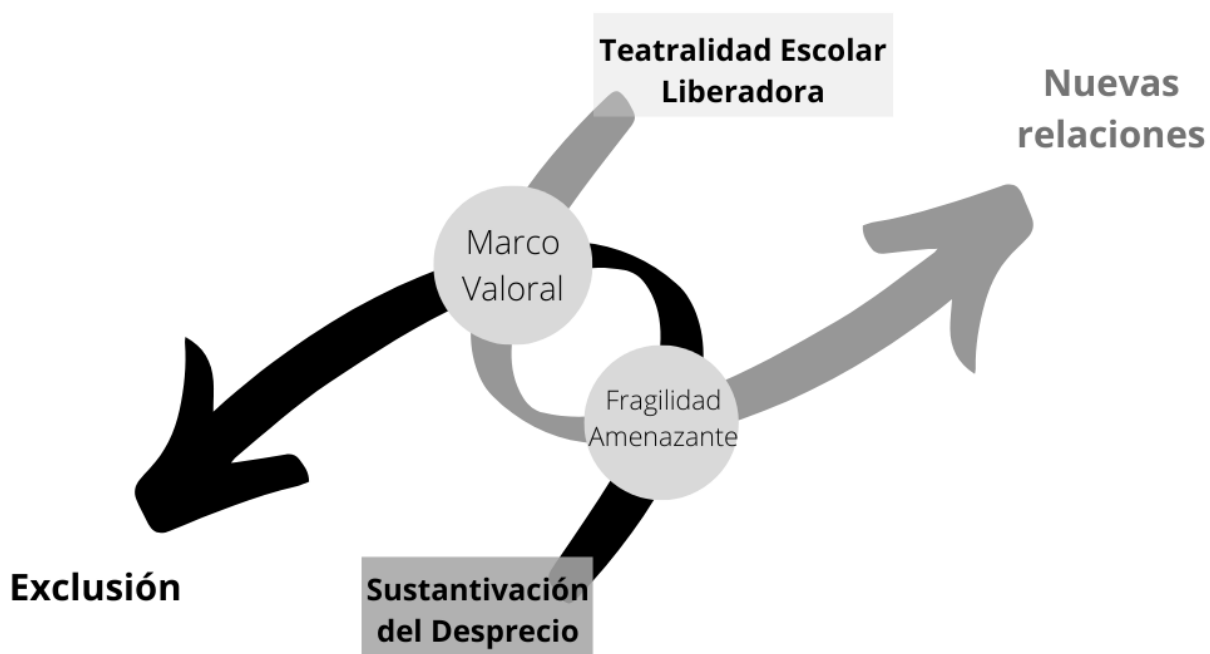 Teatralidad Escolar
Liberadora
Nuevas
relaciones
Marco
Valoral
Fragilidad
Amenazante
Exclusión
Sustantivación
del Desprecio